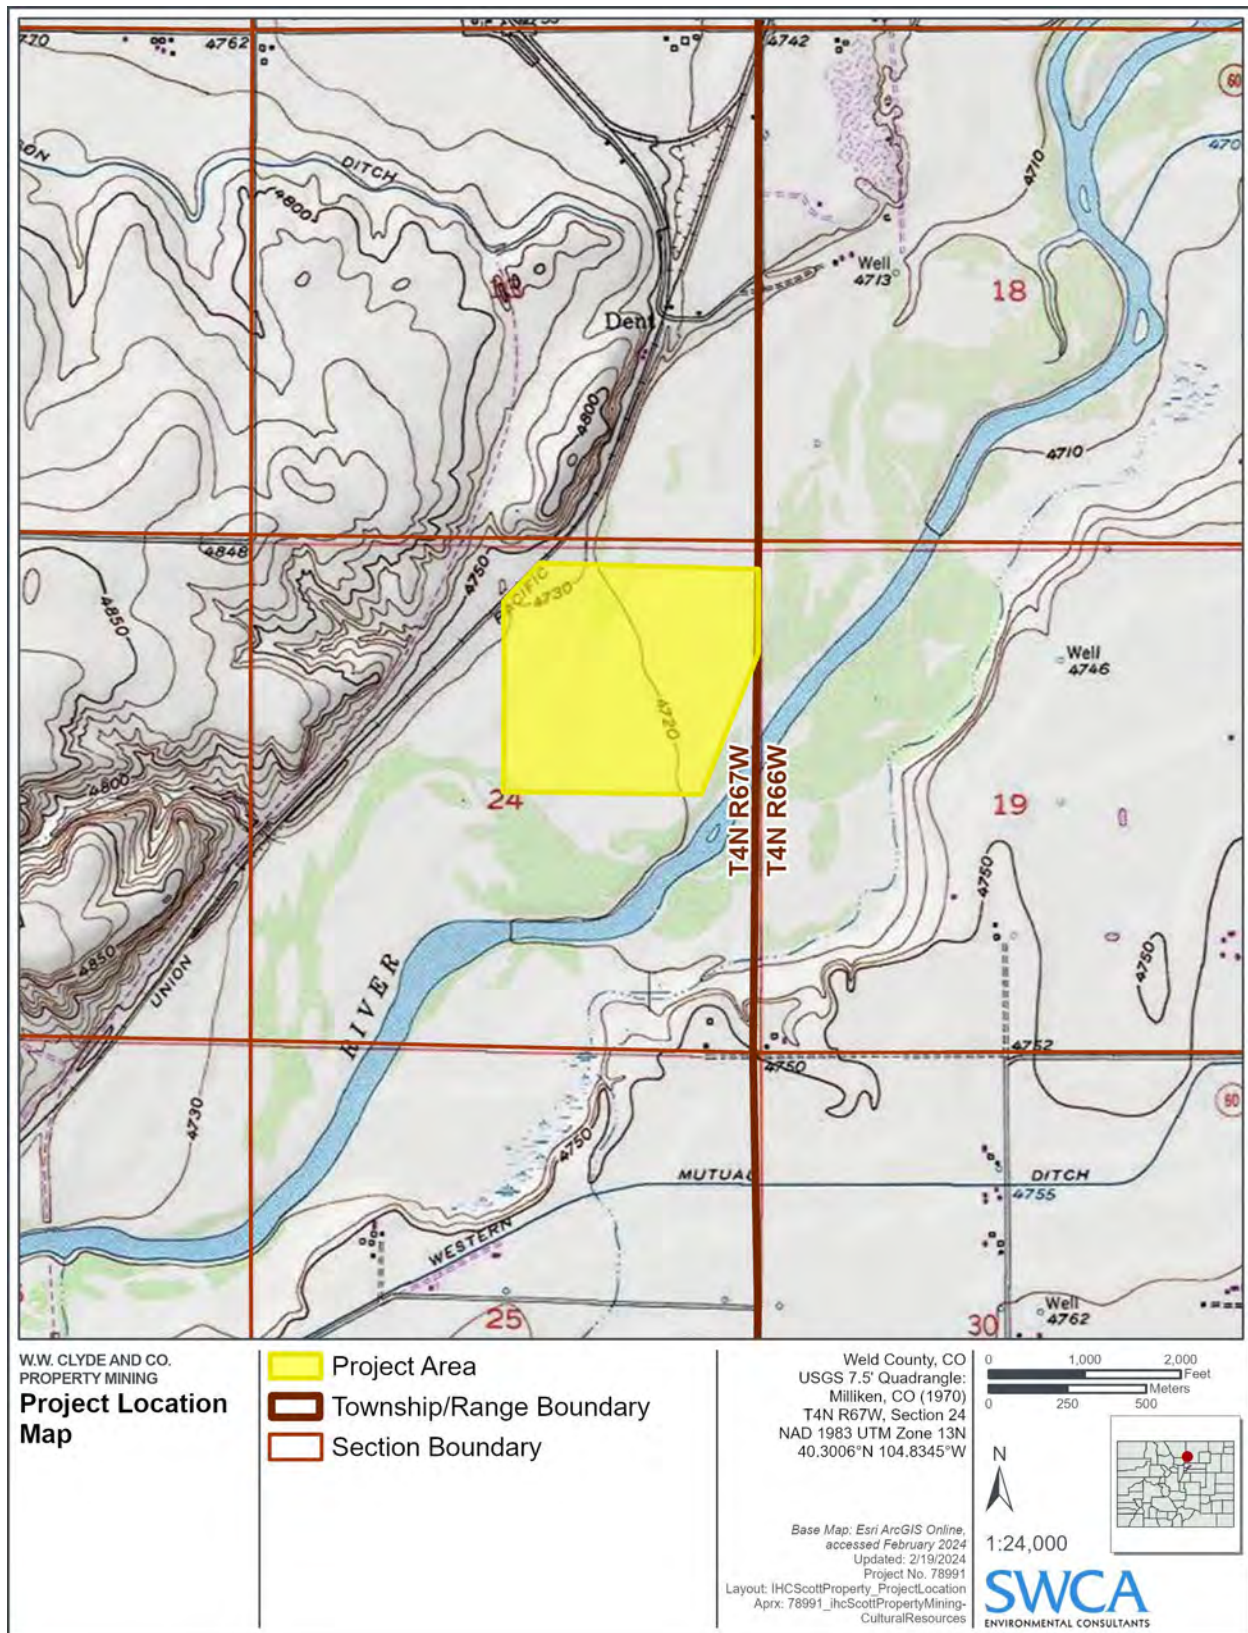 4770
4762
4742
60
DITCH
4710
470
4800
Well
4713
18
Dent
4800
4710
4848
4750
PACIFIC
4730
4850
Well
4746
4720
T4N R67W
T4N R66W
4800
24
19
4750
4850
UNION
RIVER
4750
4752
4750
4730
60
4750
MUTUAL
DITCH
4755
WESTERN
25
30
Well
4762
W.W. CLYDE AND CO.
PROPERTY MINING
Project Location
Map
Project Area
Township/Range Boundary
Section Boundary
Weld County, CO
USGS 7.5' Quadrangle:
Milliken, CO (1970)
T4N R67W, Section 24
NAD 1983 UTM Zone 13N
40.3006°N 104.8345°W
Base Map: Esri ArcGIS Online,
accessed February 2024
Updated: 2/19/2024
Project No. 78991
Layout: IHCScottProperty_ProjectLocation
Aprx: 78991_ihcScottPropertyMining-
CulturalResources
0 1,000 2,000
Feet
Meters
0 250 500
N
1:24,000
SWCA
ENVIRONMENTAL CONSULTANTS